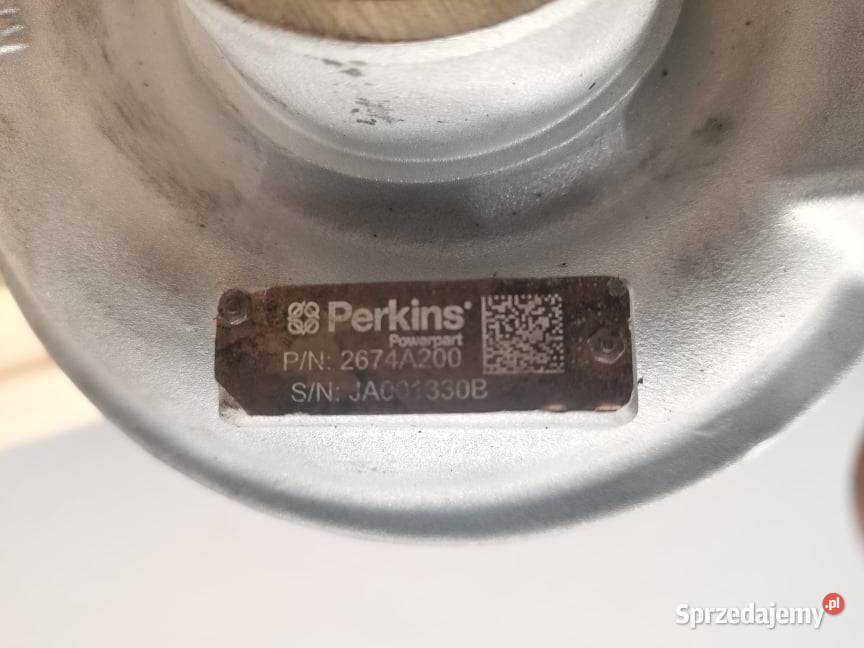 Perkins
Powerpart
P/N: 2674A200
S/N: JA001330B
Sprzedajemy.pl